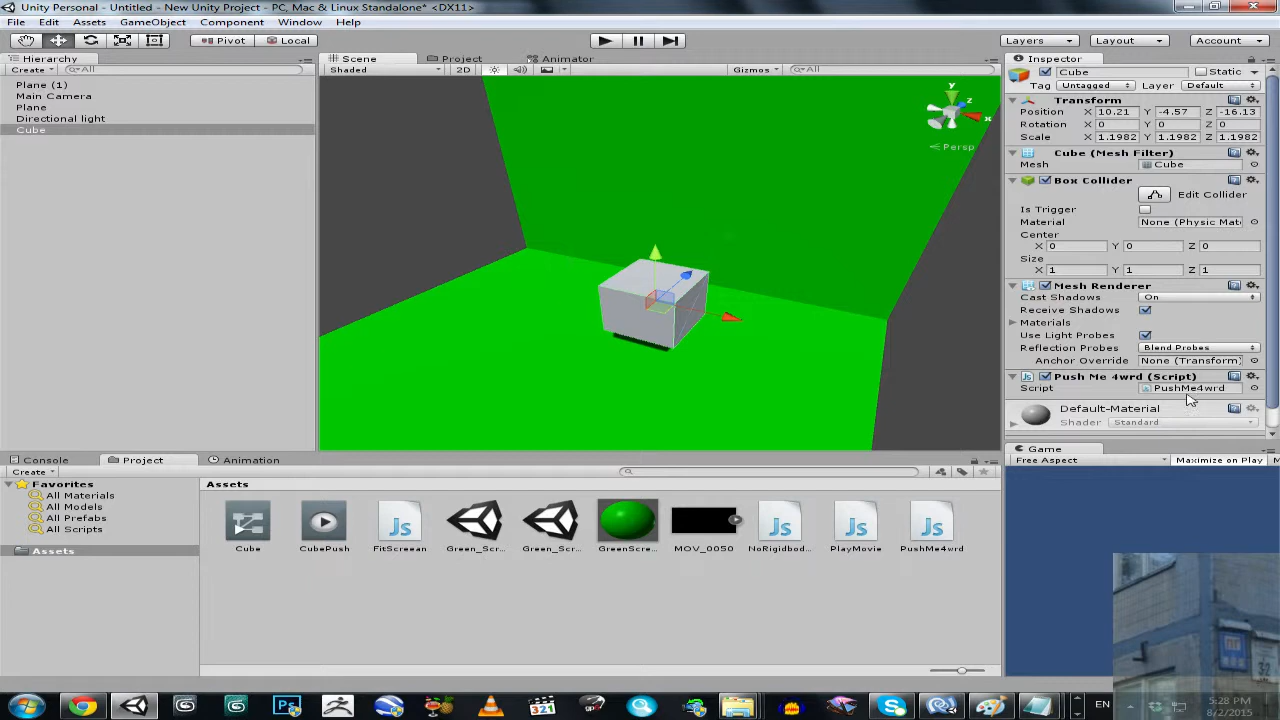 Unity Personal - Untitled - New Unity Project - PC, Mac & Linux Standalone* <DX11>
File Edit Assets GameObject Component Window Help
Pivot Local Layers Layout Account
Hierarchy
Create All
Plane (1)
Main Camera
Plane
Directional light
Cube
Scene Project Animator
Shaded 2D Gizmos All
y
z
x
Persp
Inspector
Cube Static
Tag Untagged Layer Default
Transform
Position X 10.21 Y -4.57 Z -16.13
Rotation X 0 Y 0 Z 0
Scale X 1.1982 Y 1.1982 Z 1.1982
Cube (Mesh Filter)
Mesh Cube
Box Collider
Edit Collider
Is Trigger
Material None (Physic Mat
Center
X 0 Y 0 Z 0
Size
X 1 Y 1 Z 1
Mesh Renderer
Cast Shadows On
Receive Shadows
Materials
Use Light Probes
Reflection Probes Blend Probes
Anchor Override None (Transform)
Push Me 4wrd (Script)
Script PushMe4wrd
Default-Material
Shader Standard
Game
Free Aspect Maximize on Play M
Console Project Animation
Create
Favorites
All Materials
All Models
All Prefabs
All Scripts
Assets
Assets
Cube CubePush FitScreean Green_Scr... Green_Scr... GreenScre... MOV_0050 NoRigidbod... PlayMovie PushMe4wrd
Js Js Js Js
Ps 321 EN
5:28 PM
8/2/2015
32